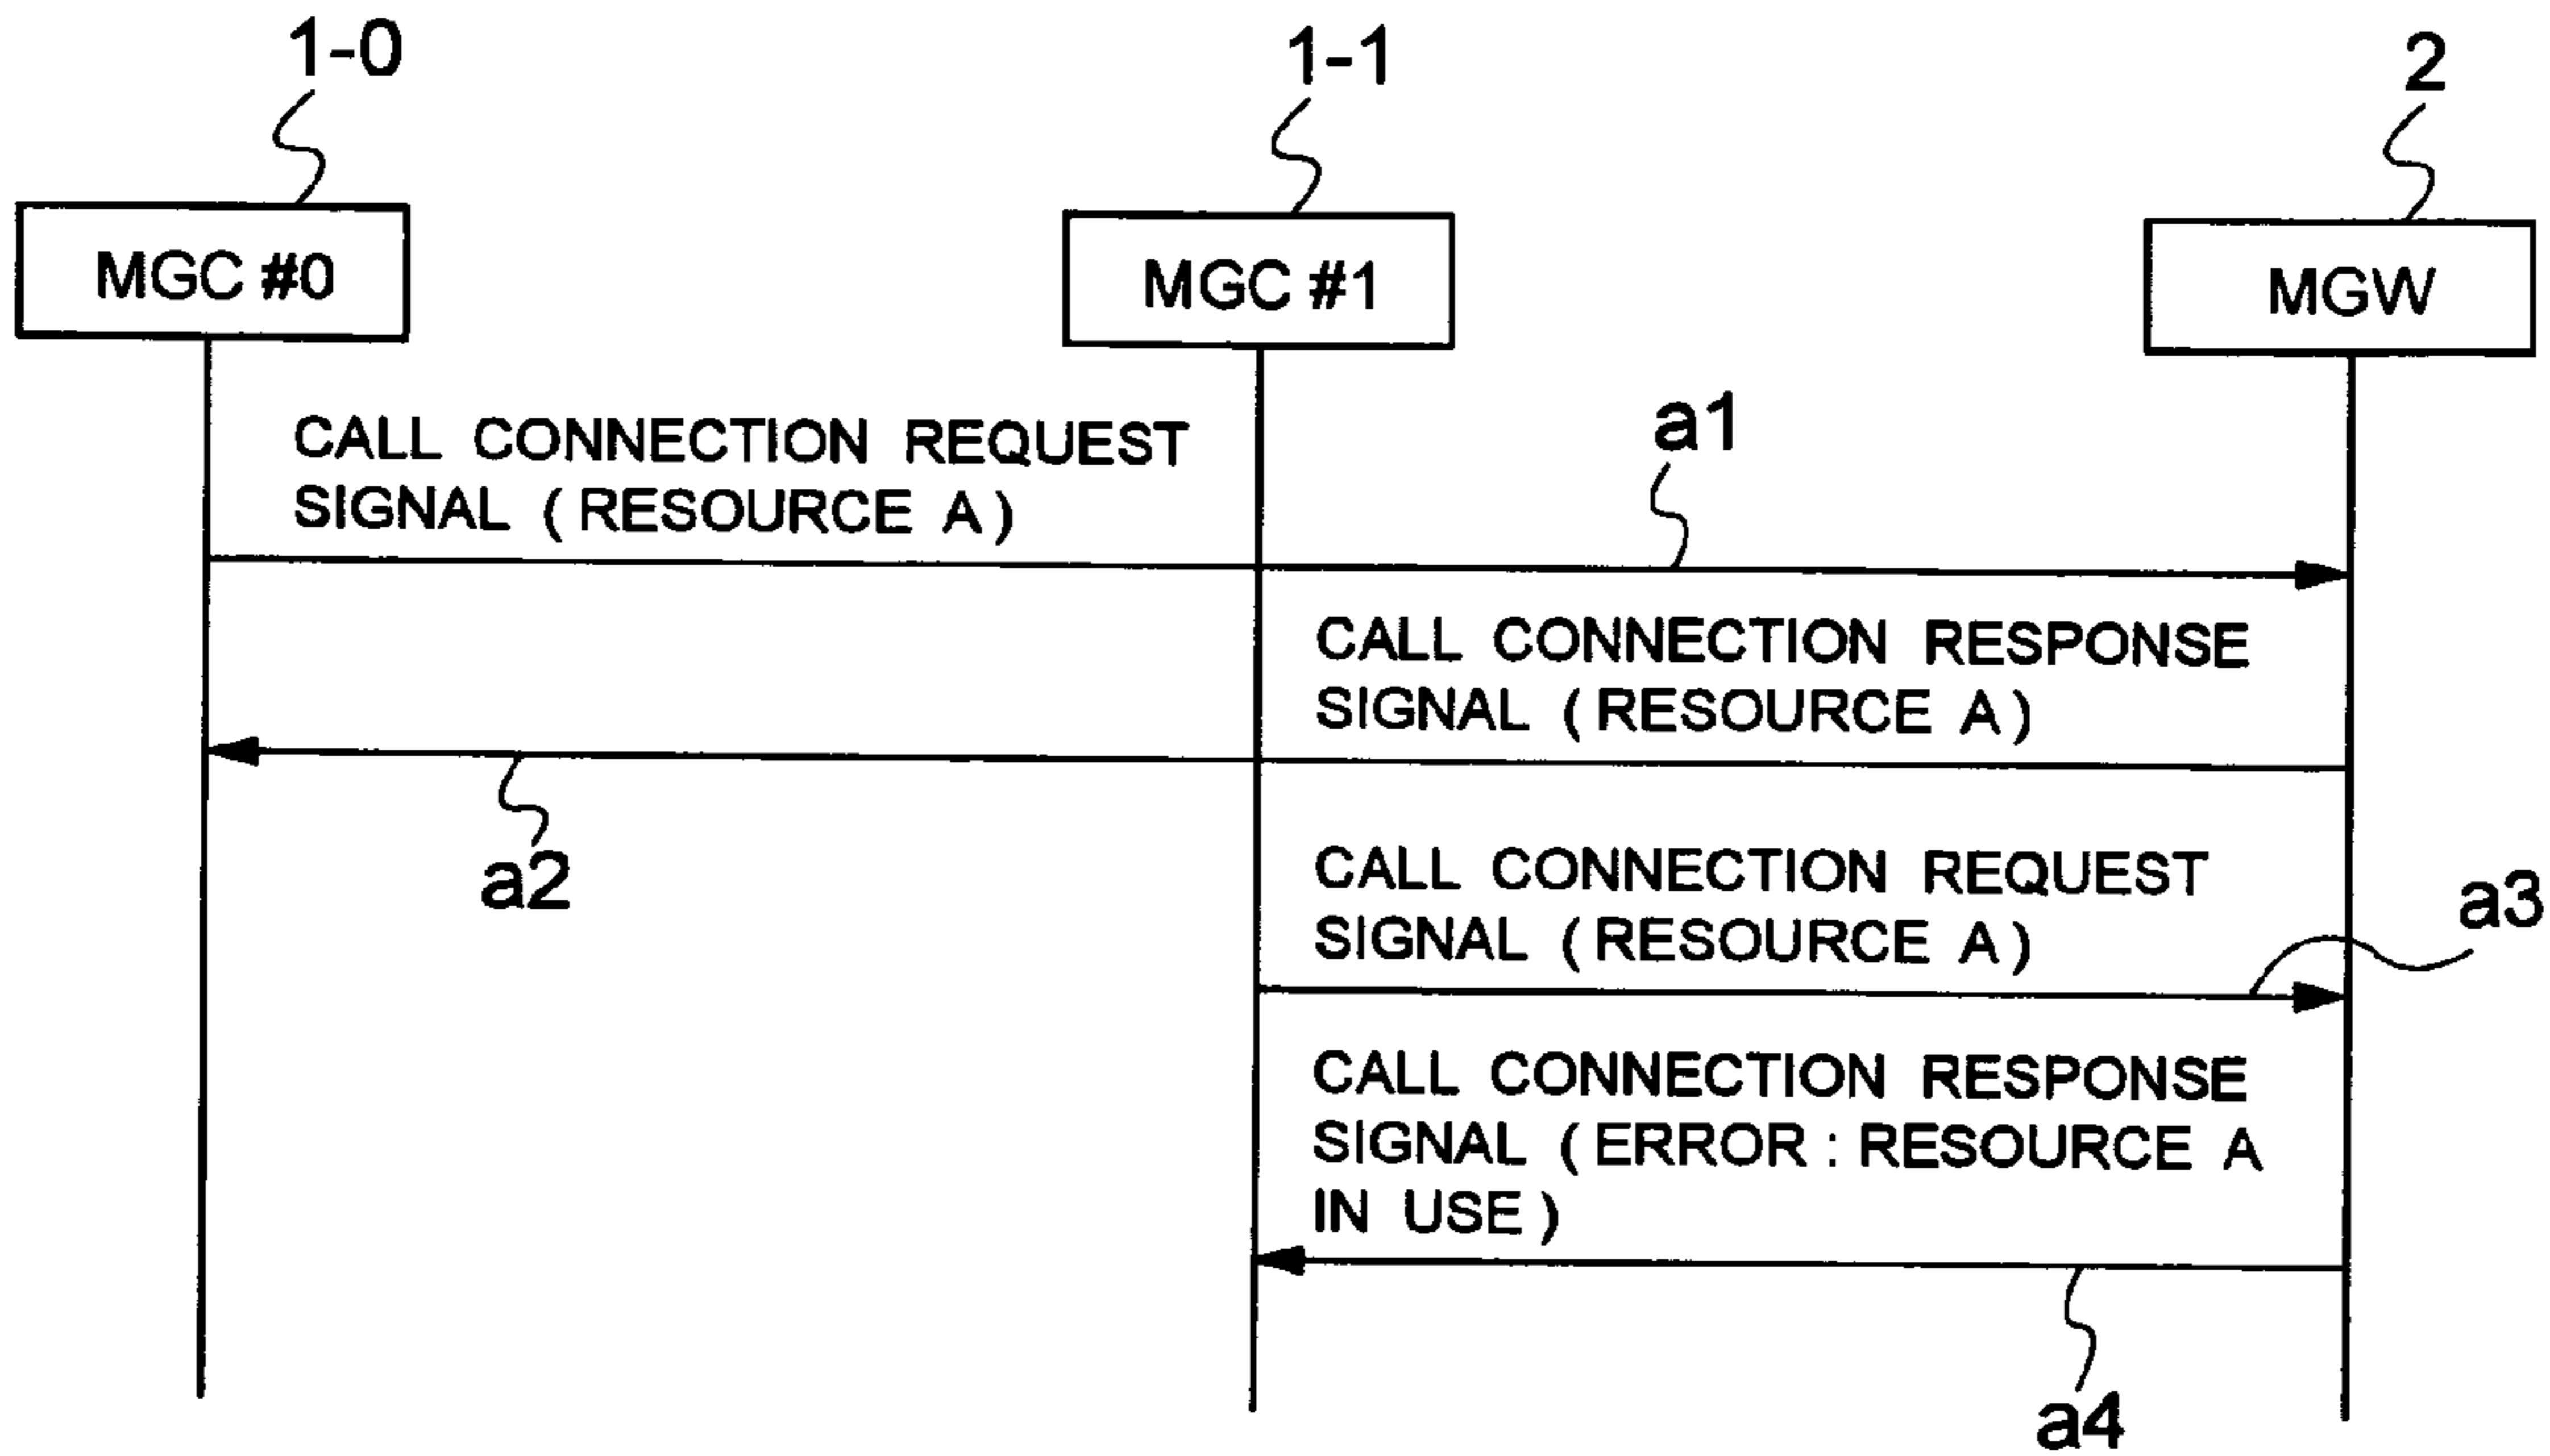 1-0
1-1
2
MGC #0
MGC #1
MGW
CALL CONNECTION REQUEST
SIGNAL ( RESOURCE A )
a1
CALL CONNECTION RESPONSE
SIGNAL ( RESOURCE A )
a2
CALL CONNECTION REQUEST
SIGNAL ( RESOURCE A )
a3
CALL CONNECTION RESPONSE
SIGNAL ( ERROR : RESOURCE A
IN USE )
a4